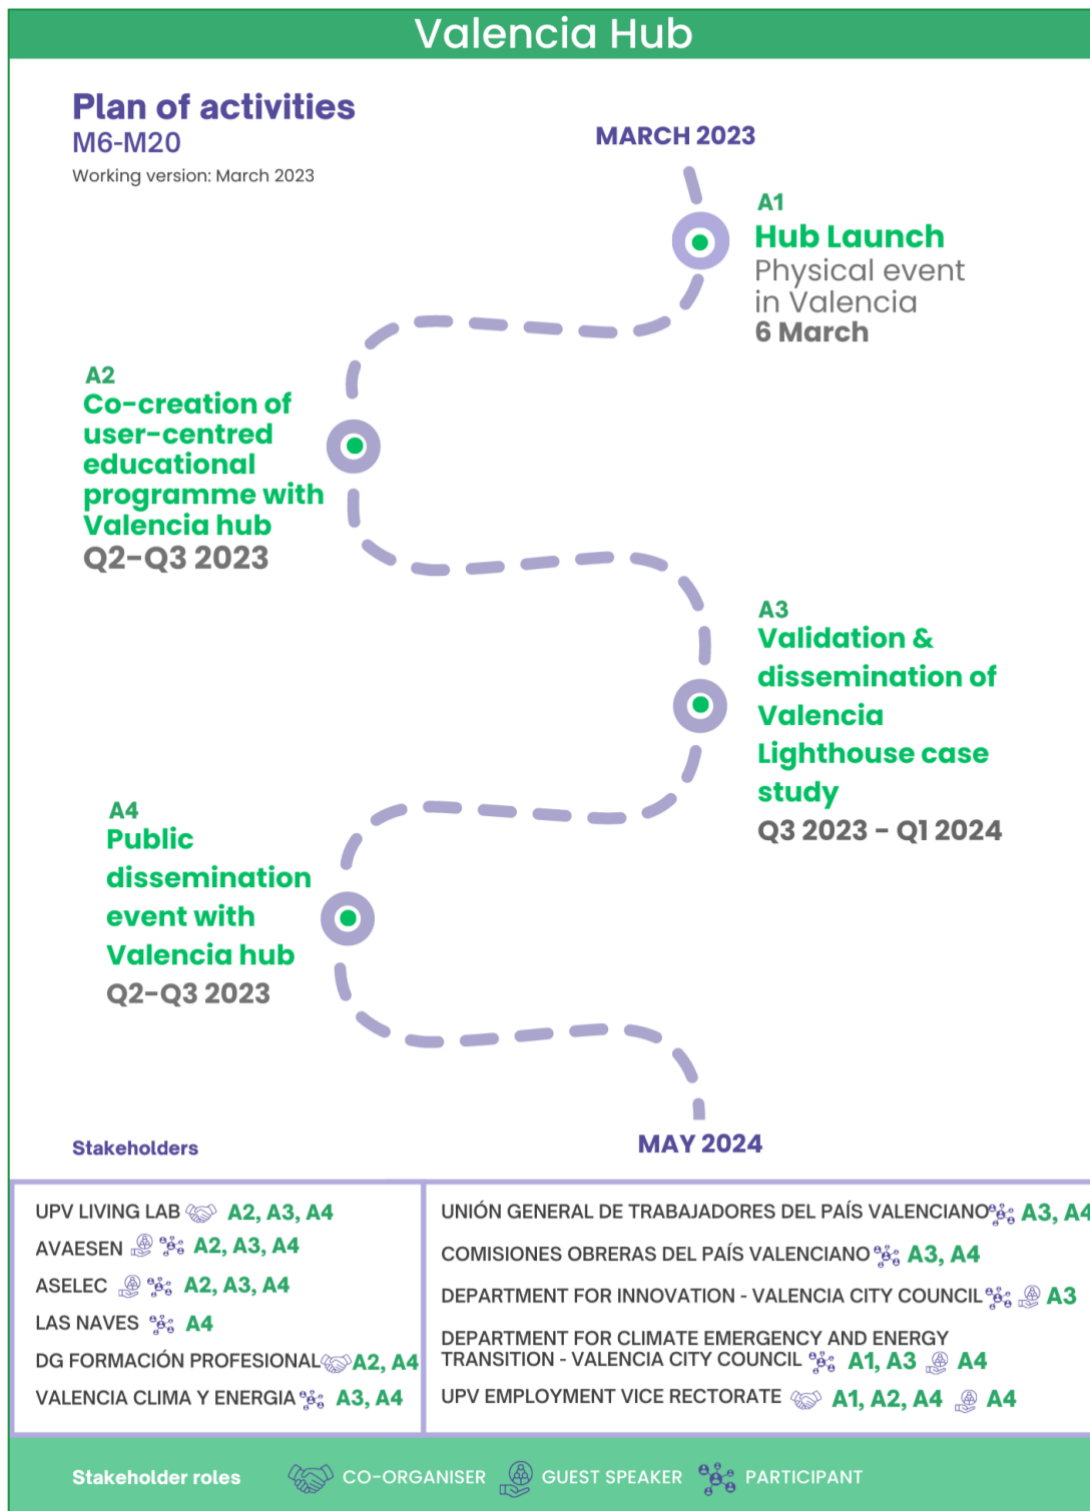 Valencia Hub
Plan of activities
M6-M20
Working version: March 2023
MARCH 2023
A1
Hub Launch
Physical event
in Valencia
6 March
A2
Co-creation of
user-centred
educational
programme with
Valencia hub
Q2-Q3 2023
A3
Validation &
dissemination of
Valencia
Lighthouse case
study
Q3 2023 - Q1 2024
A4
Public
dissemination
event with
Valencia hub
Q2-Q3 2023
MAY 2024
Stakeholders
UPV LIVING LAB A2, A3, A4
AVAESEN A2, A3, A4
ASELEC A2, A3, A4
LAS NAVES A4
DG FORMACIÓN PROFESIONAL A2, A4
VALENCIA CLIMA Y ENERGIA A3, A4
UNIÓN GENERAL DE TRABAJADORES DEL PAÍS VALENCIANO A3, A4
COMISIONES OBRERAS DEL PAÍS VALENCIANO A3, A4
DEPARTMENT FOR INNOVATION - VALENCIA CITY COUNCIL A3
DEPARTMENT FOR CLIMATE EMERGENCY AND ENERGY
TRANSITION - VALENCIA CITY COUNCIL A1, A3 A4
UPV EMPLOYMENT VICE RECTORATE A1, A2, A4 A4
Stakeholder roles CO-ORGANISER GUEST SPEAKER PARTICIPANT